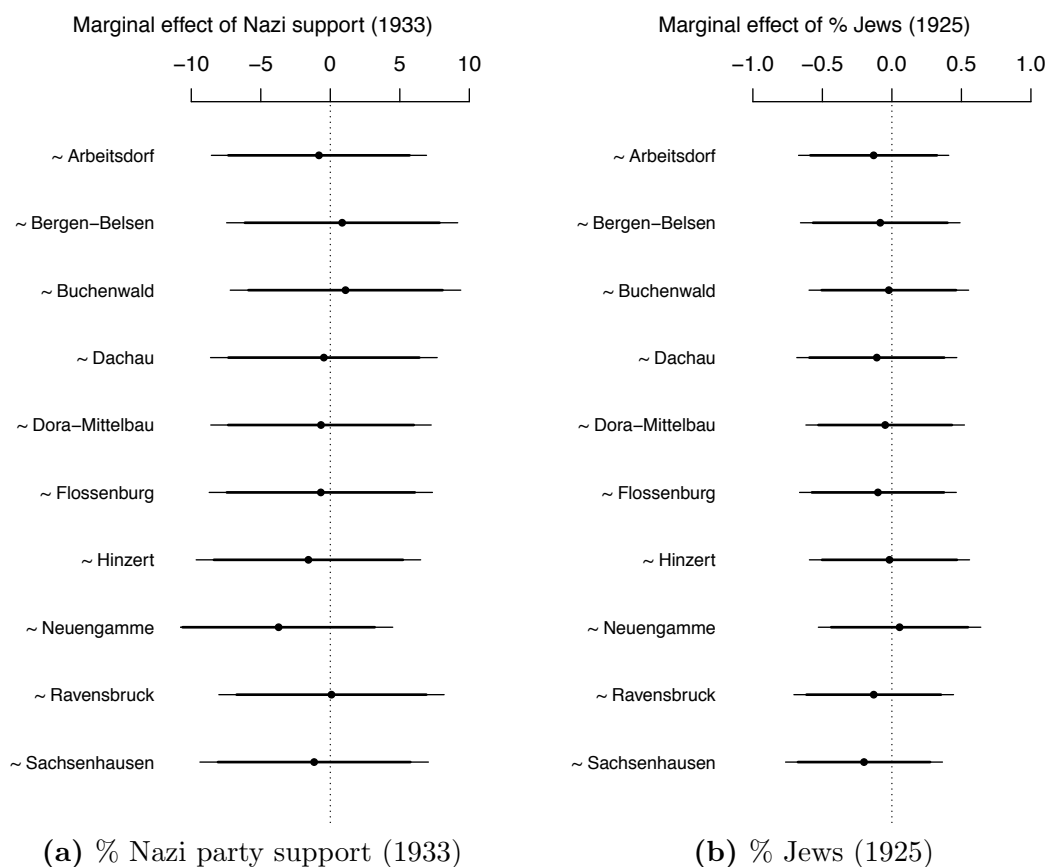 Marginal effect of Nazi support (1933)
−10 −5 0 5 10
~ Arbeitsdorf
~ Bergen−Belsen
~ Buchenwald
~ Dachau
~ Dora−Mittelbau
~ Flossenburg
~ Hinzert
~ Neuengamme
~ Ravensbruck
~ Sachsenhausen
(a) % Nazi party support (1933)
Marginal effect of % Jews (1925)
−1.0 −0.5 0.0 0.5 1.0
~ Arbeitsdorf
~ Bergen−Belsen
~ Buchenwald
~ Dachau
~ Dora−Mittelbau
~ Flossenburg
~ Hinzert
~ Neuengamme
~ Ravensbruck
~ Sachsenhausen
(b) % Jews (1925)